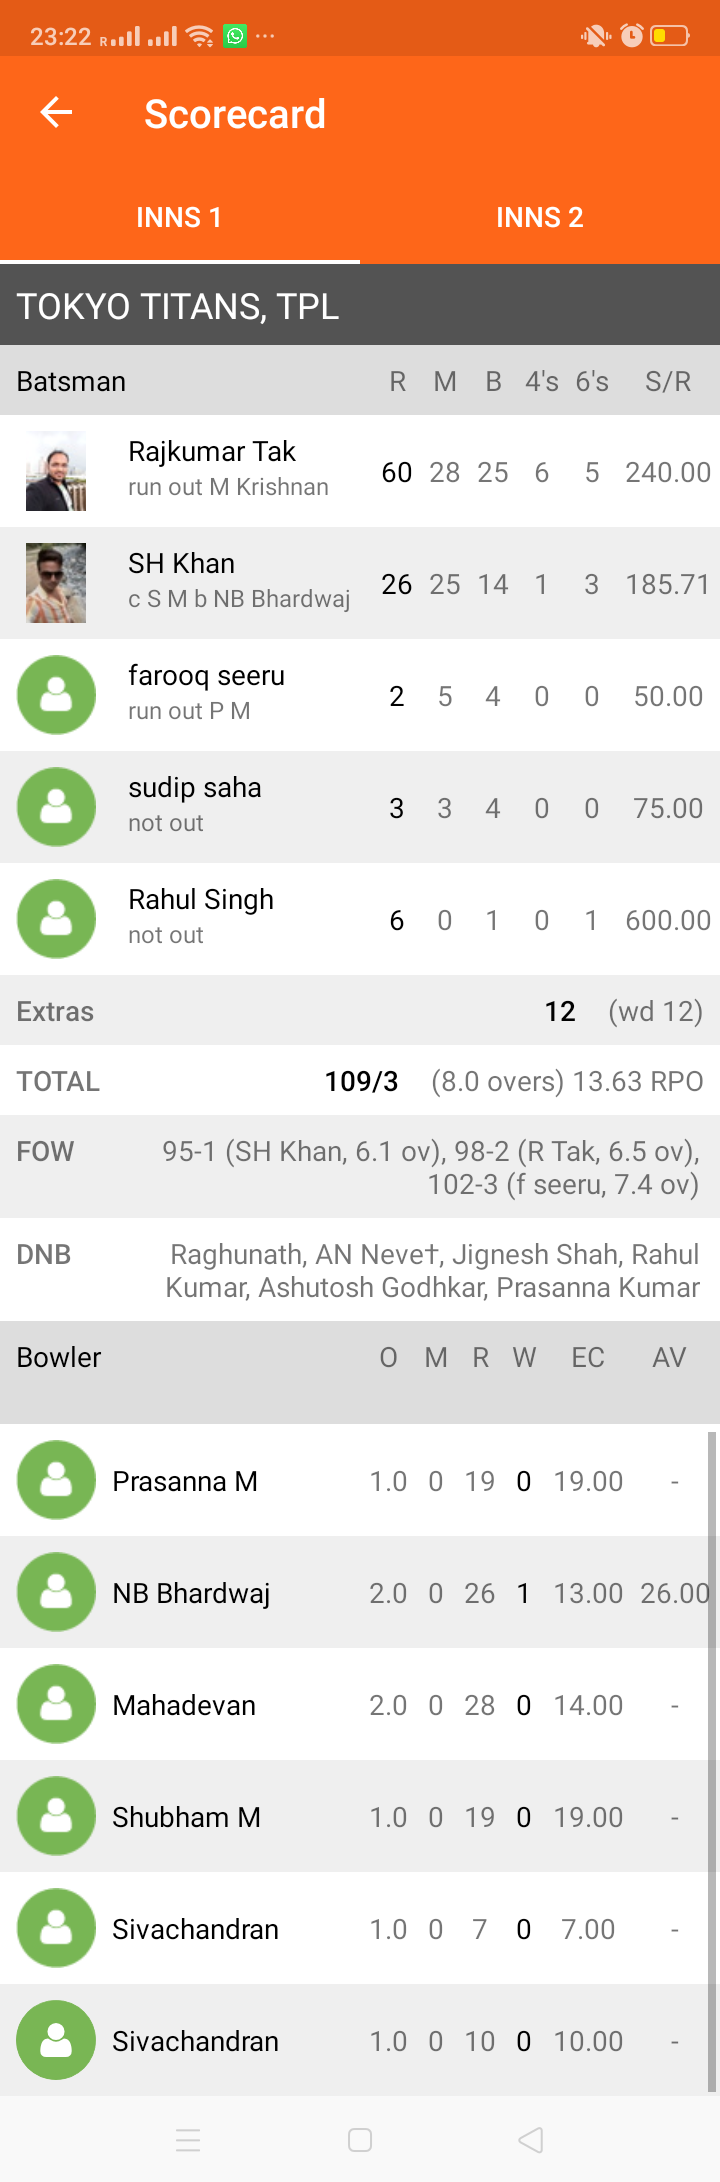 23:22 R
Scorecard
INNS 1 INNS 2
TOKYO TITANS, TPL
Batsman R M B 4's 6's S/R
Rajkumar Tak
run out M Krishnan 60 28 25 6 5 240.00
SH Khan
c S M b NB Bhardwaj 26 25 14 1 3 185.71
farooq seeru
run out P M 2 5 4 0 0 50.00
sudip saha
not out 3 3 4 0 0 75.00
Rahul Singh
not out 6 0 1 0 1 600.00
Extras 12 (wd 12)
TOTAL 109/3 (8.0 overs) 13.63 RPO
FOW 95-1 (SH Khan, 6.1 ov), 98-2 (R Tak, 6.5 ov),
102-3 (f seeru, 7.4 ov)
DNB Raghunath, AN Neve†, Jignesh Shah, Rahul
Kumar, Ashutosh Godhkar, Prasanna Kumar
Bowler O M R W EC AV
Prasanna M 1.0 0 19 0 19.00 -
NB Bhardwaj 2.0 0 26 1 13.00 26.00
Mahadevan 2.0 0 28 0 14.00 -
Shubham M 1.0 0 19 0 19.00 -
Sivachandran 1.0 0 7 0 7.00 -
Sivachandran 1.0 0 10 0 10.00 -